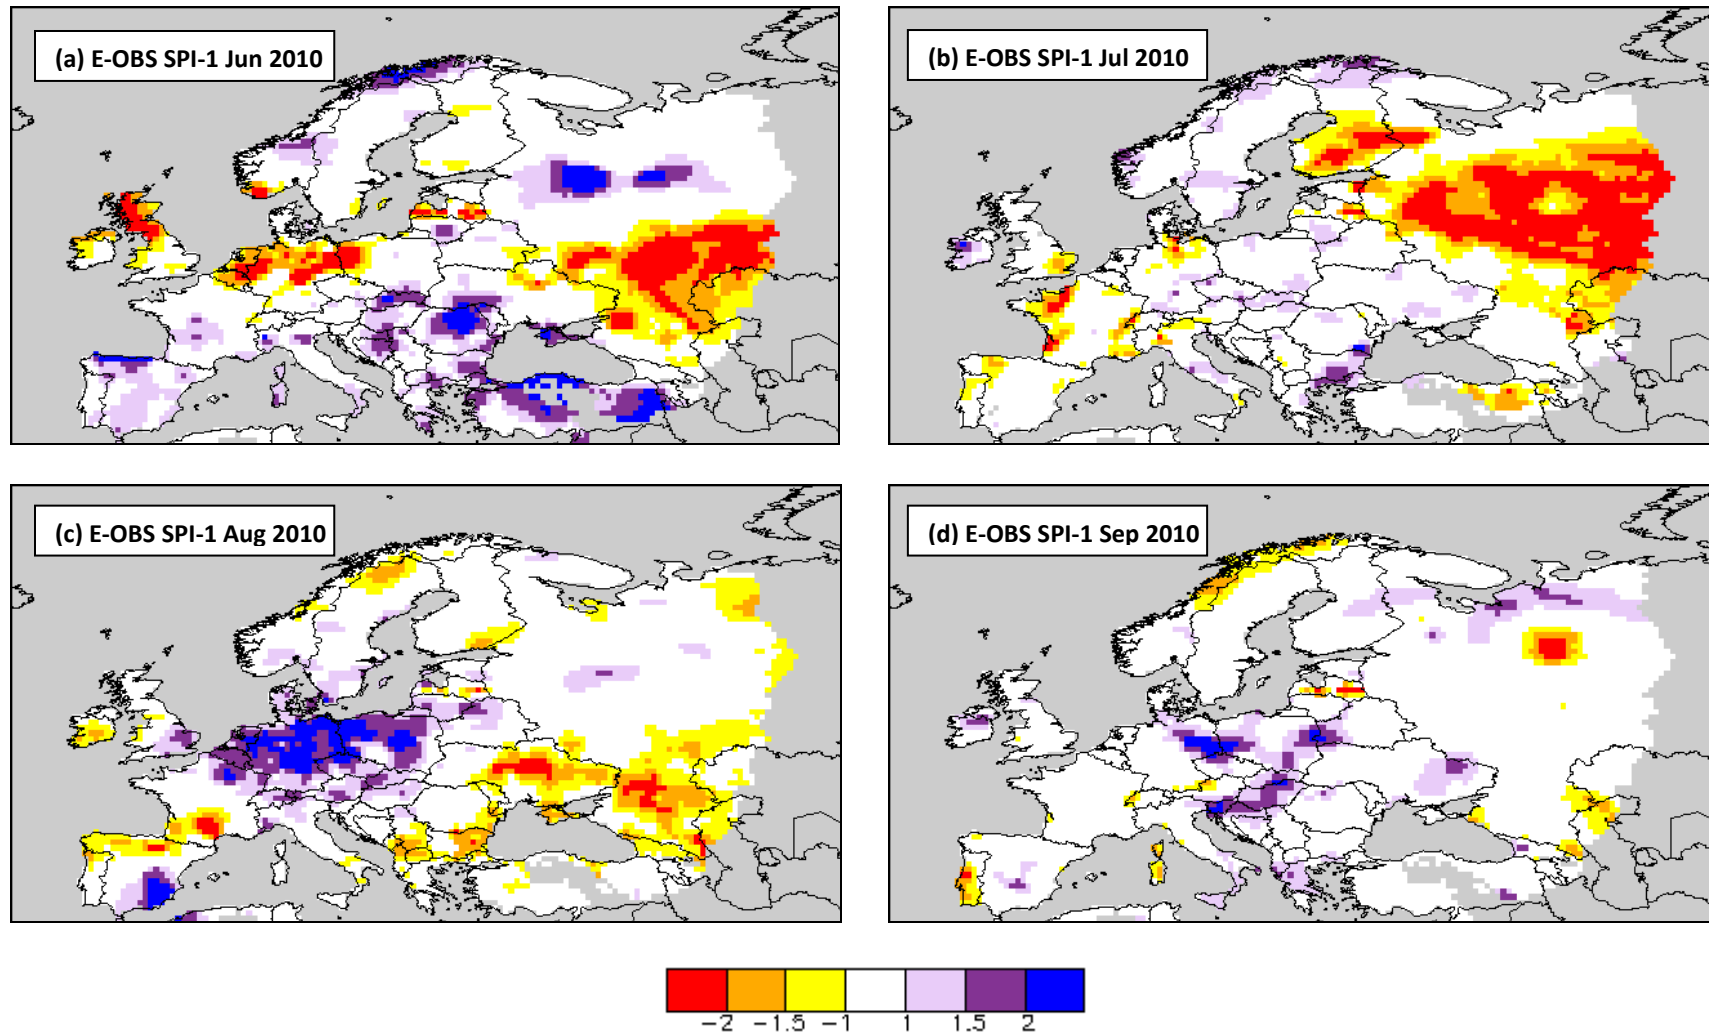 (a) E-OBS SPI-1 Jun 2010
(b) E-OBS SPI-1 Jul 2010
(c) E-OBS SPI-1 Aug 2010
(d) E-OBS SPI-1 Sep 2010
-2 -1.5 -1 1 1.5 2